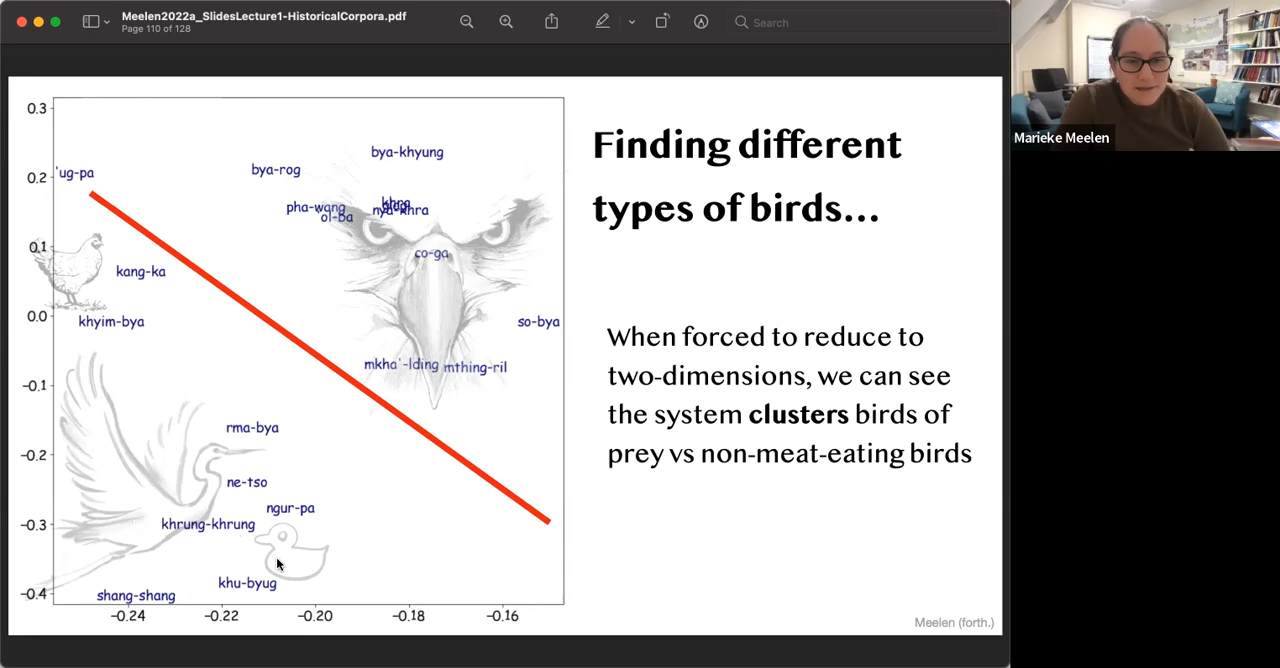 Meelen2022a_SlidesLecture1-HistoricalCorpora.pdf
Page 110 of 128
Search
Marieke Meelen
Finding different
types of birds...
When forced to reduce to
two-dimensions, we can see
the system clusters birds of
prey vs non-meat-eating birds
Meelen (forth.)
0.3
0.2
0.1
0.0
−0.1
−0.2
−0.3
−0.4
−0.24
−0.22
−0.20
−0.18
−0.16
bya-khyung
'ug-pa
bya-rog
khra
pha-wang
ol-ba
nya-khra
co-ga
kang-ka
khyim-bya
so-bya
mkha'-lding
mthing-ril
rma-bya
ne-tso
ngur-pa
khrung-khrung
khu-byug
shang-shang